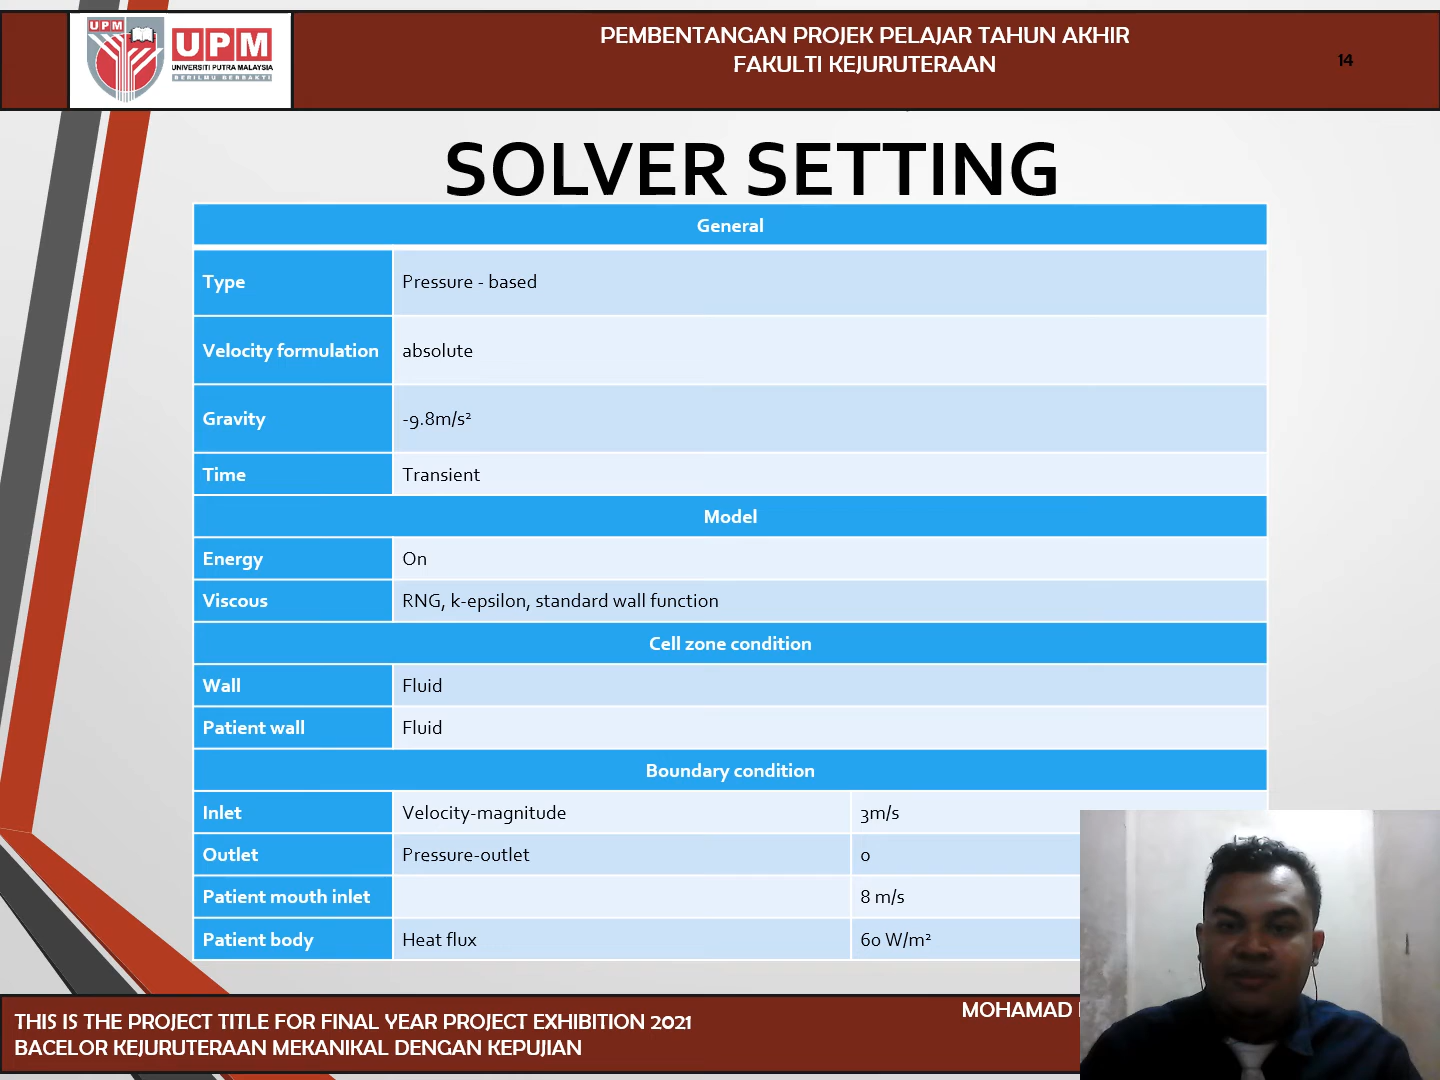 UPM
UPM
UNIVERSITI PUTRA MALAYSIA
BERILMU BERBAKTI
PEMBENTANGAN PROJEK PELAJAR TAHUN AKHIR
FAKULTI KEJURUTERAAN
14
SOLVER SETTING
General
Type Pressure - based
Velocity formulation absolute
Gravity -9.8m/s²
Time Transient
Model
Energy On
Viscous RNG, k-epsilon, standard wall function
Cell zone condition
Wall Fluid
Patient wall Fluid
Boundary condition
Inlet Velocity-magnitude 3m/s
Outlet Pressure-outlet 0
Patient mouth inlet 8 m/s
Patient body Heat flux 60 W/m²
MOHAMAD
THIS IS THE PROJECT TITLE FOR FINAL YEAR PROJECT EXHIBITION 2021
BACELOR KEJURUTERAAN MEKANIKAL DENGAN KEPUJIAN